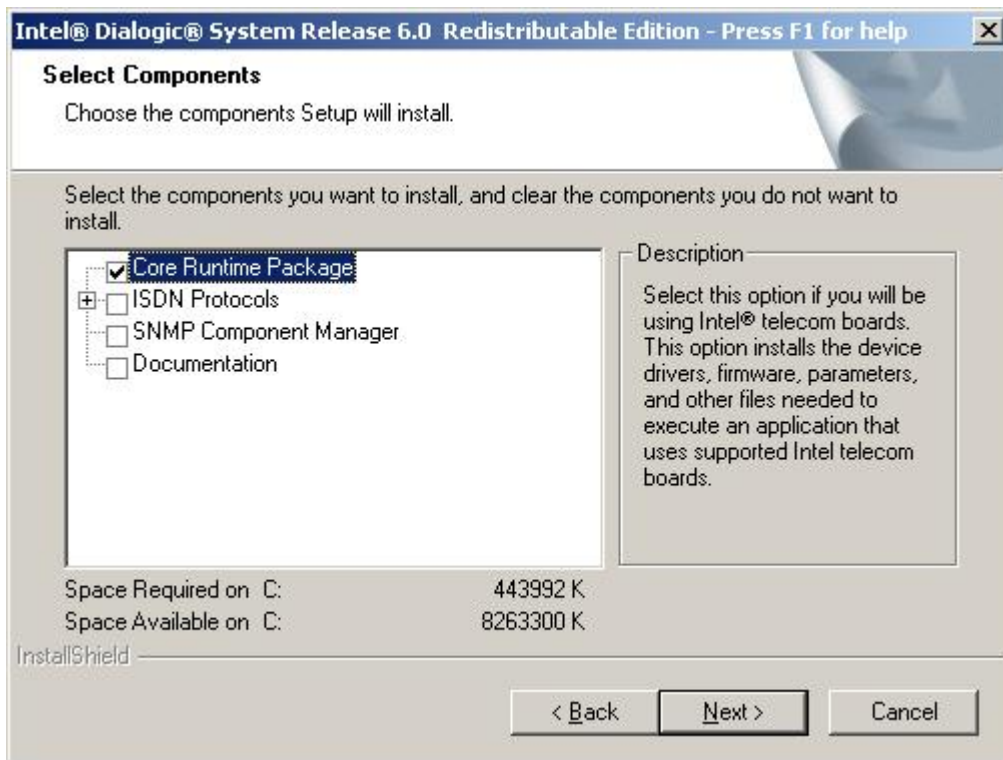 Intel® Dialogic® System Release 6.0 Redistributable Edition - Press F1 for help
Select Components
Choose the components Setup will install.
Select the components you want to install, and clear the components you do not want to
install.
Core Runtime Package
ISDN Protocols
SNMP Component Manager
Documentation
Description
Select this option if you will be
using Intel® telecom boards.
This option installs the device
drivers, firmware, parameters,
and other files needed to
execute an application that
uses supported Intel telecom
boards.
Space Required on C: 443992 K
Space Available on C: 8263300 K
InstallShield
< Back Next > Cancel